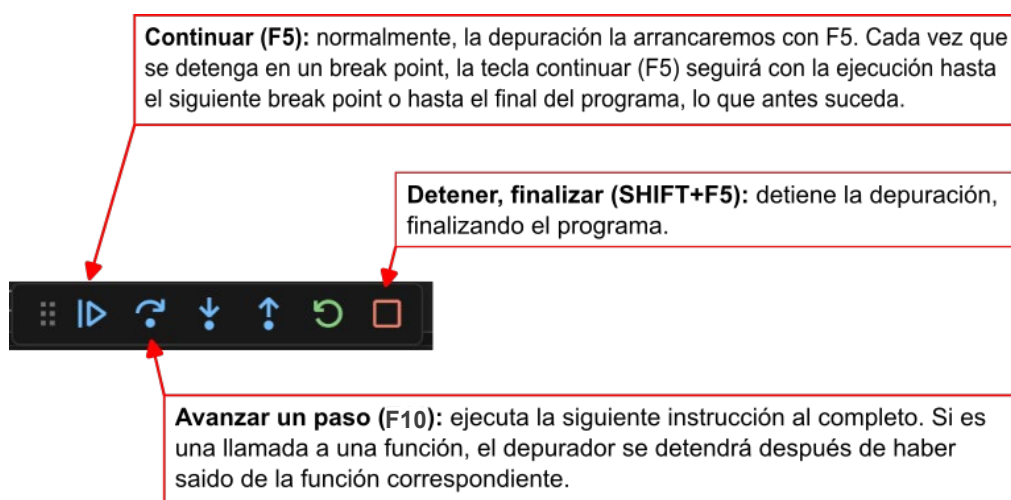 Continuar (F5): normalmente, la depuración la arrancaremos con F5. Cada vez que
se detenga en un break point, la tecla continuar (F5) seguirá con la ejecución hasta
el siguiente break point o hasta el final del programa, lo que antes suceda.
Detener, finalizar (SHIFT+F5): detiene la depuración,
finalizando el programa.
Avanzar un paso (F10): ejecuta la siguiente instrucción al completo. Si es
una llamada a una función, el depurador se detendrá después de haber
saido de la función correspondiente.